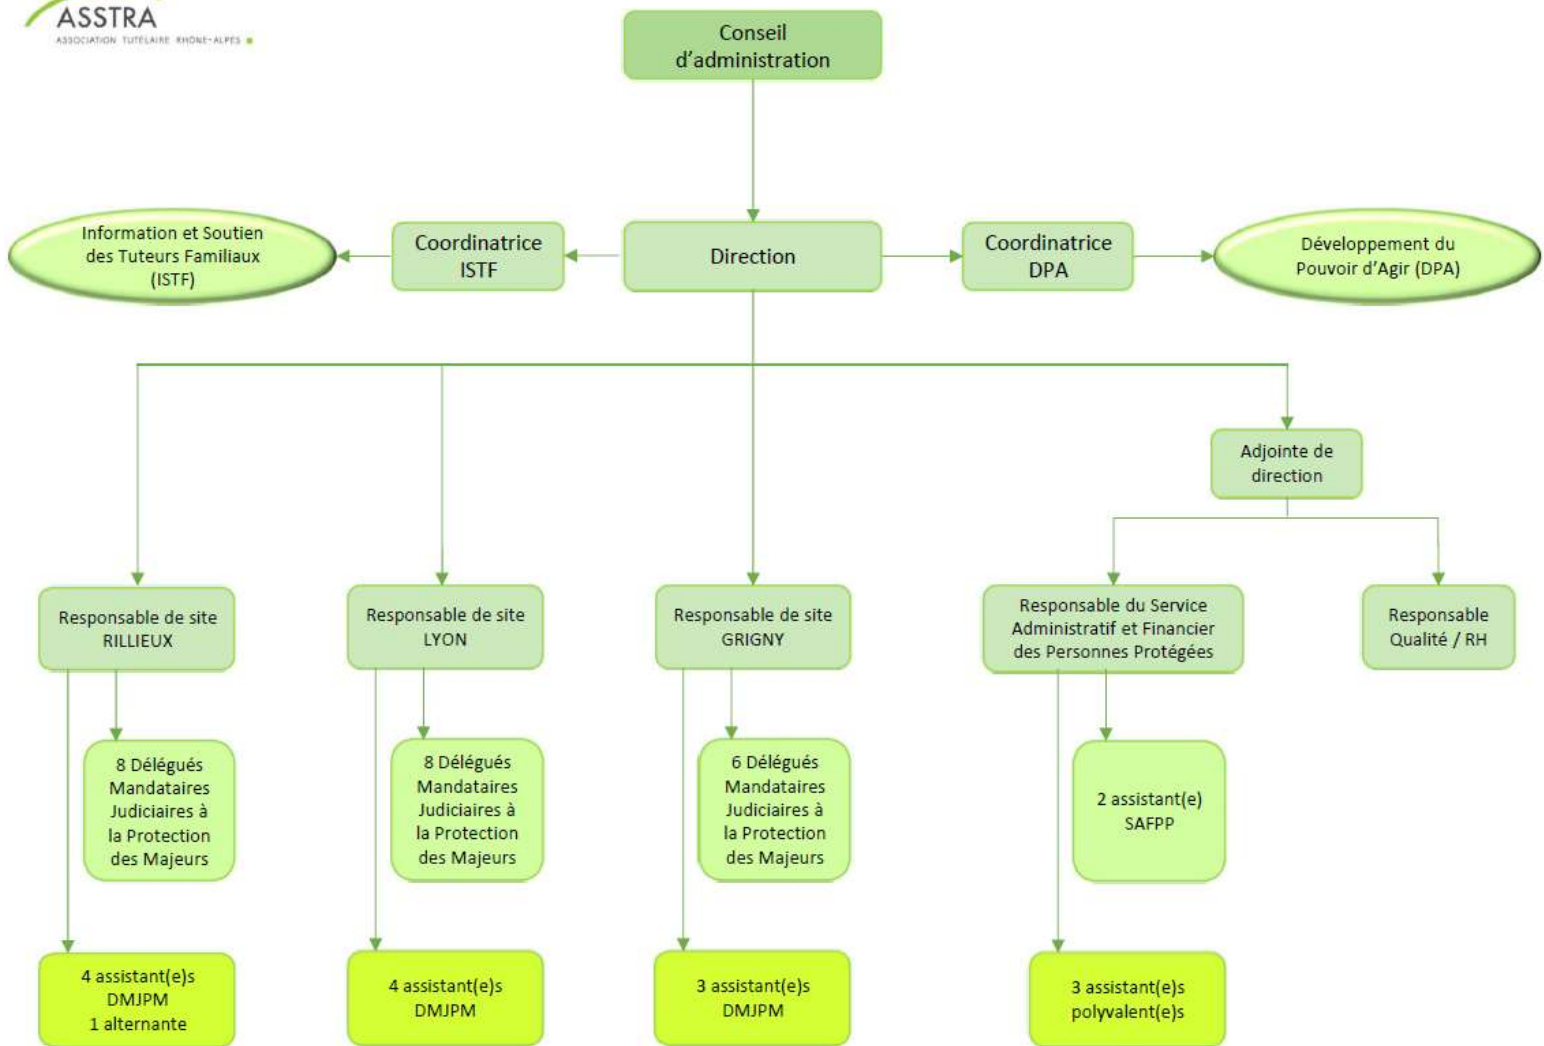 ASSTRA
ASSOCIATION TUTÉLAIRE RHÔNE-ALPES
Conseil
d'administration
Information et Soutien
des Tuteurs Familiaux
(ISTF)
Coordinatrice
ISTF
Direction
Coordinatrice
DPA
Développement du
Pouvoir d'Agir (DPA)
Adjointe de
direction
Responsable de site
RILLIEUX
Responsable de site
LYON
Responsable de site
GRIGNY
Responsable du Service
Administratif et Financier
des Personnes Protégées
Responsable
Qualité / RH
8 Délégués
Mandataires
Judiciaires à
la Protection
des Majeurs
8 Délégués
Mandataires
Judiciaires à
la Protection
des Majeurs
6 Délégués
Mandataires
Judiciaires à
la Protection
des Majeurs
2 assistant(e)
SAFPP
4 assistant(e)s
DMJPM
1 alternante
4 assistant(e)s
DMJPM
3 assistant(e)s
DMJPM
3 assistant(e)s
polyvalent(e)s